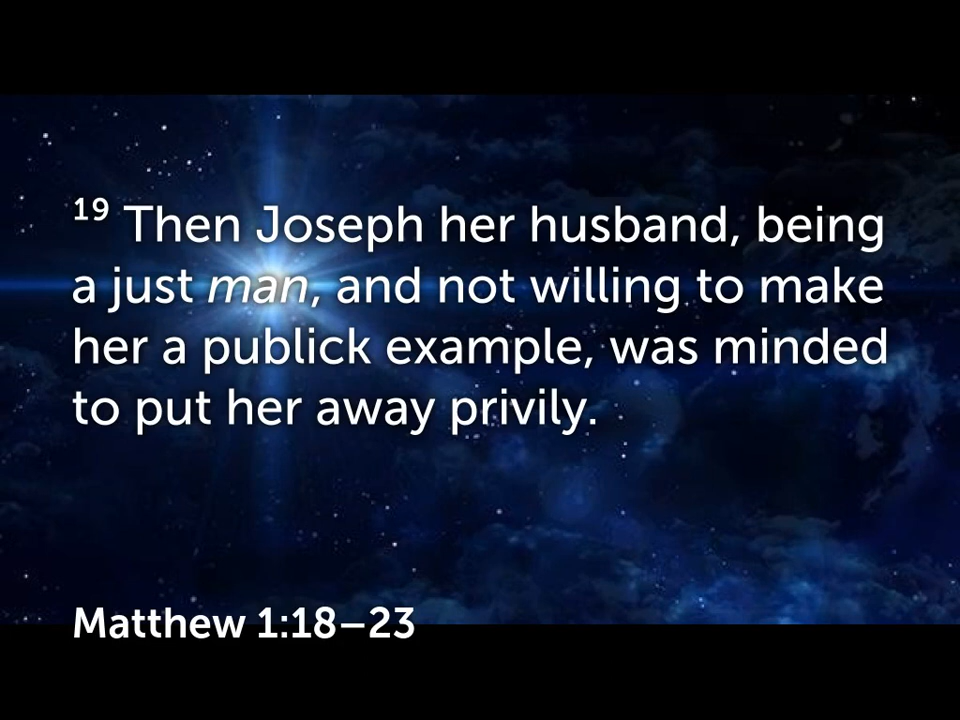 19 Then Joseph her husband, being
a just man, and not willing to make
her a publick example, was minded
to put her away privily.
Matthew 1:18–23